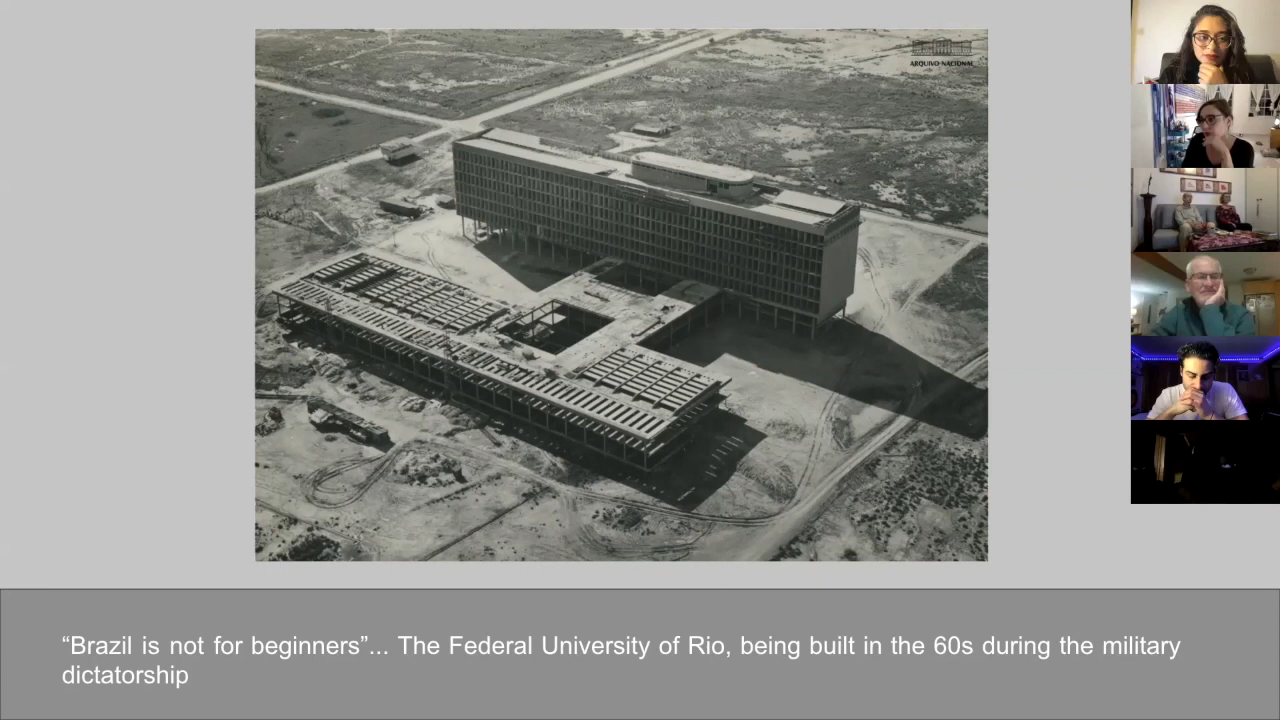 ARQUIVO NACIONAL
“Brazil is not for beginners”... The Federal University of Rio, being built in the 60s during the military
dictatorship